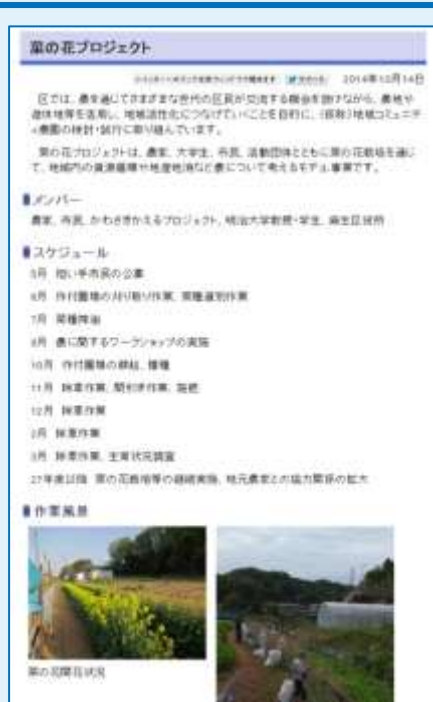 菜の花プロジェクト
2014年10月14日
区では、農を通じてさまざまな世代の区民が交流する機会を設けながら、農地や
遊休地等を活用し、地域活性化につなげていくことを目的に、(仮称)地域コミュニテ
ィ農園の検討・試行に取り組んでいます。
菜の花プロジェクトは、農家、大学生、市民、活動団体とともに菜の花栽培を通じ
て、地域内の資源循環や地産地消など農について考えるモデル事業です。
メンバー
農家、市民、かわさきかえるプロジェクト、明治大学教授・学生、麻生区役所
スケジュール
5月 担い手市民の公募
6月 作付圃場の刈り取り作業、菜種選別作業
7月 菜種搾油
8月 農に関するワークショップの実施
10月 作付圃場の耕耘、播種
11月 除草作業、間引き作業、施肥
12月 除草作業
2月 除草作業
3月 除草作業、生育状況調査
27年度以降 菜の花栽培等の継続実施、地元農家との協力関係の拡大
作業風景
菜の花開花状況